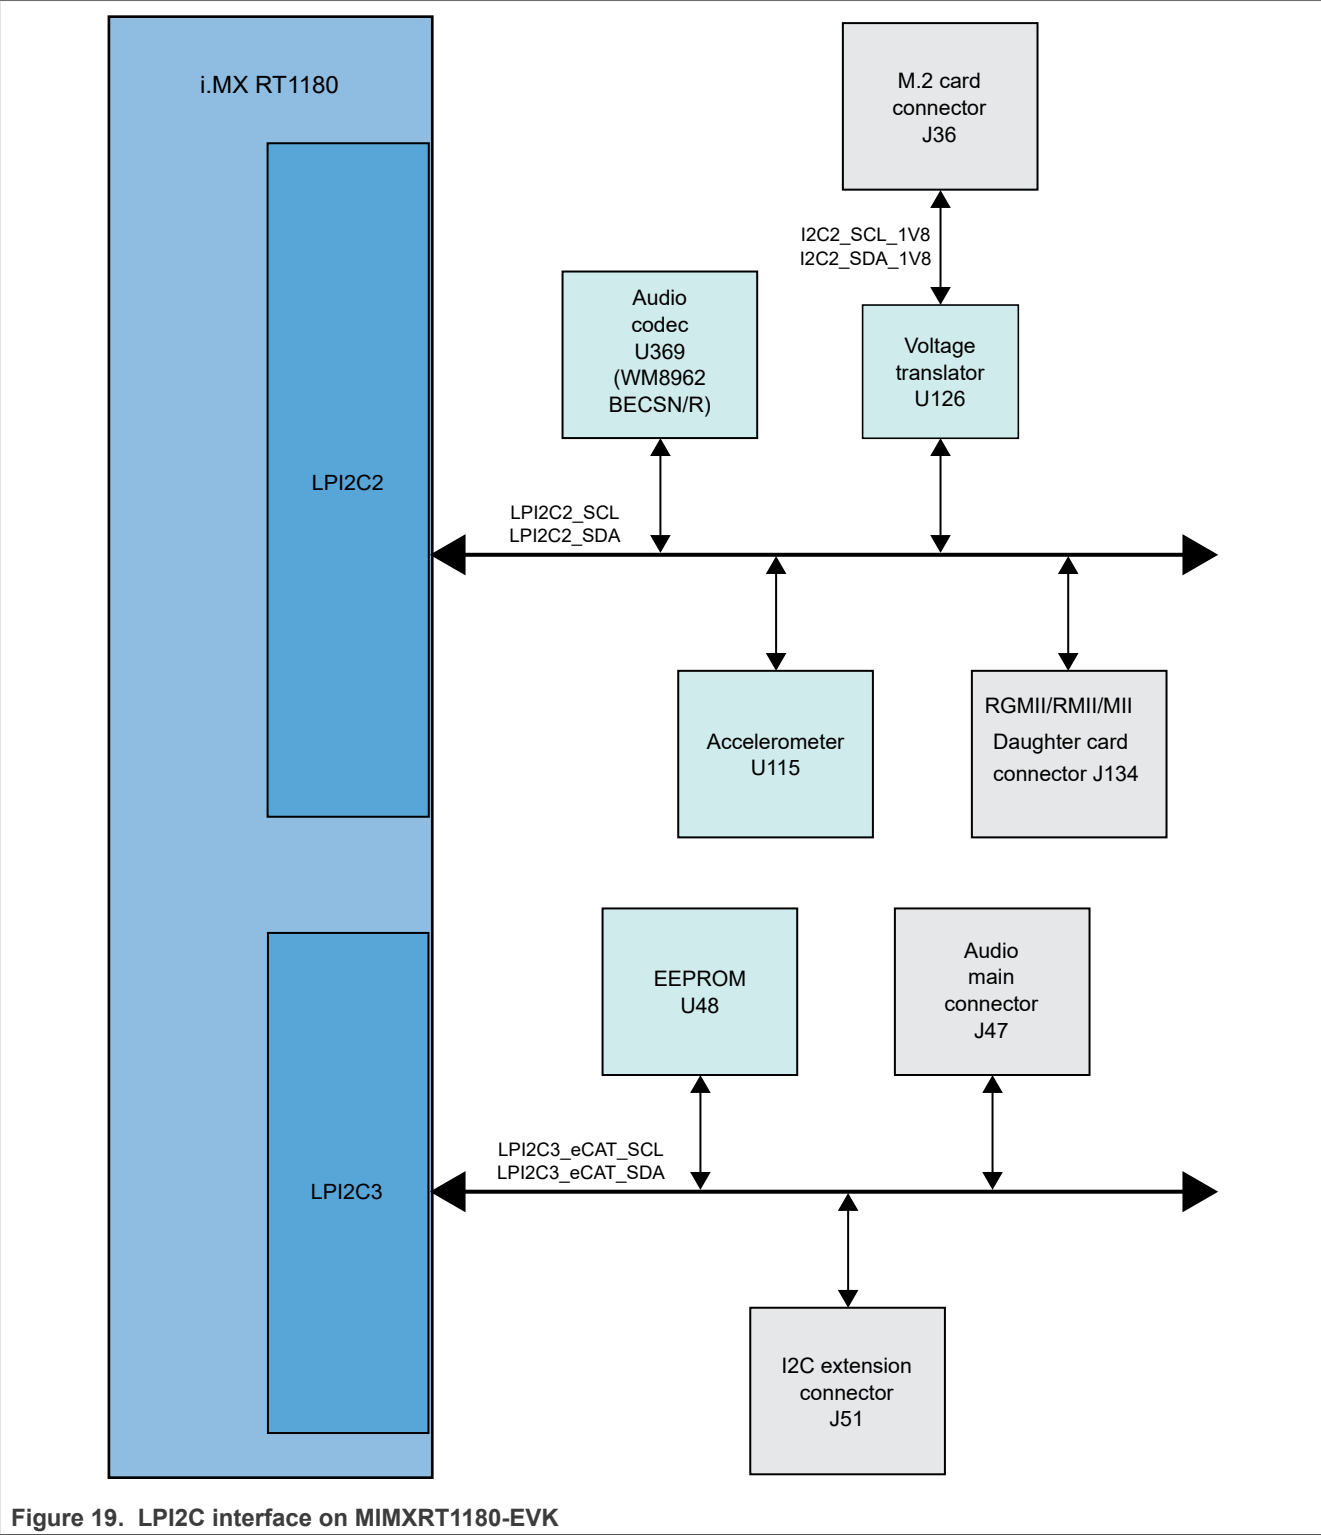 i.MX RT1180
M.2 card
connector
J36
I2C2_SCL_1V8
I2C2_SDA_1V8
Audio
codec
U369
(WM8962
BECSN/R)
Voltage
translator
U126
LPI2C2
LPI2C2_SCL
LPI2C2_SDA
Accelerometer
U115
RGMII/RMII/MII
Daughter card
connector J134
EEPROM
U48
Audio
main
connector
J47
LPI2C3_eCAT_SCL
LPI2C3_eCAT_SDA
LPI2C3
I2C extension
connector
J51
Figure 19. LPI2C interface on MIMXRT1180-EVK